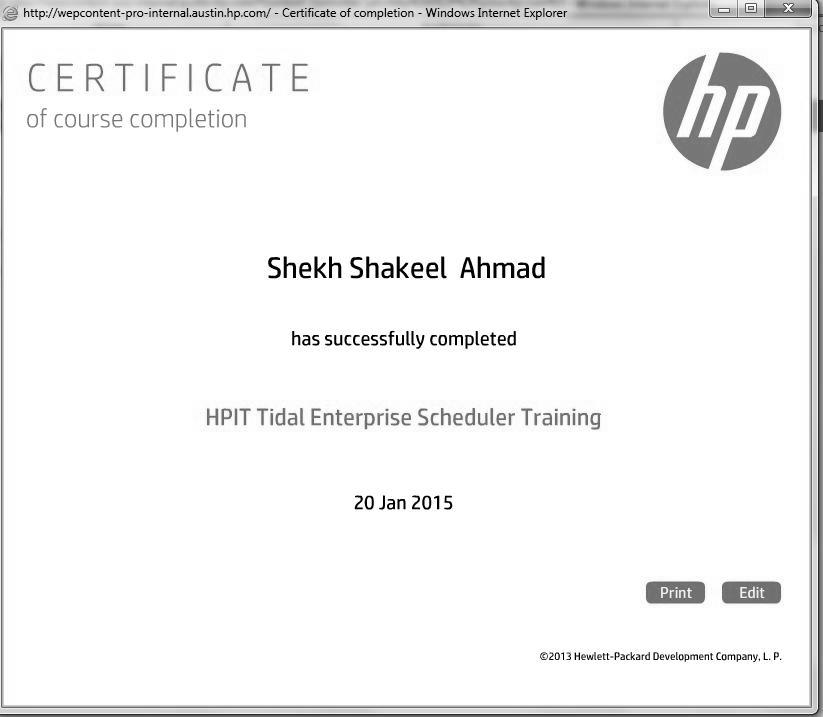 http://wepcontent-pro-internal.austin.hp.com/ - Certificate of completion - Windows Internet Explorer
CERTIFICATE
of course completion
hp
Shekh Shakeel  Ahmad
has successfully completed
HPIT Tidal Enterprise Scheduler Training
20 Jan 2015
Print Edit
©2013 Hewlett-Packard Development Company, L. P.